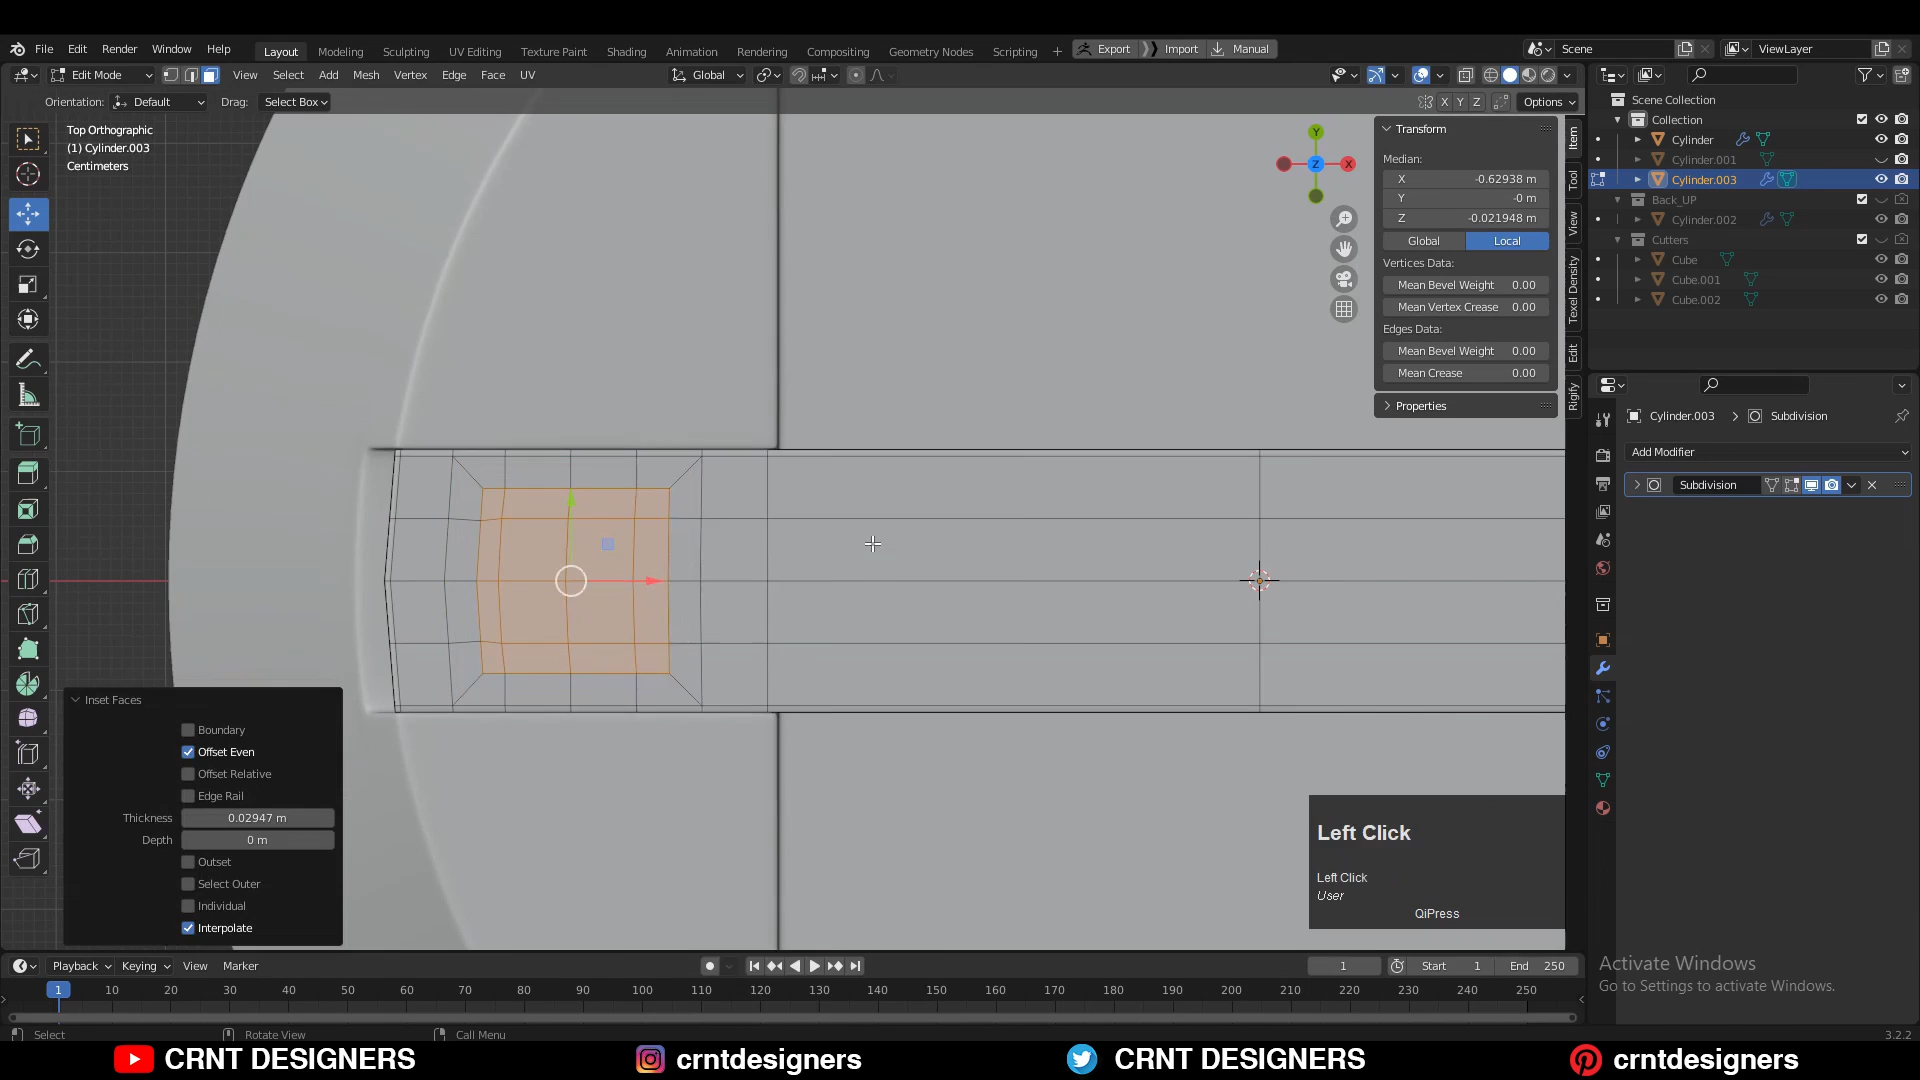 File Edit Render Window Help Layout Modeling Sculpting UV Editing Texture Paint Shading Animation Rendering Compositing Geometry Nodes Scripting + Export Import Manual Scene ViewLayer
Edit Mode View Select Add Mesh Vertex Edge Face UV Global
Orientation: Default Drag: Select Box X Y Z Options
Top Orthographic
(1) Cylinder.003
Centimeters
Y
X
Z
Transform
Median:
X -0.62938 m
Y -0 m
Z -0.021948 m
Global Local
Vertices Data:
Mean Bevel Weight 0.00
Mean Vertex Crease 0.00
Edges Data:
Mean Bevel Weight 0.00
Mean Crease 0.00
Properties
Item
Tool
View
Texel Density
Edit
Rigify
Scene Collection
Collection
Cylinder
Cylinder.001
Cylinder.003
Back_UP
Cylinder.002
Cutters
Cube
Cube.001
Cube.002
Cylinder.003 > Subdivision
Add Modifier
Subdivision
Inset Faces
Boundary
Offset Even
Offset Relative
Edge Rail
Thickness 0.02947 m
Depth 0 m
Outset
Select Outer
Individual
Interpolate
Left Click
Left Click
User
QiPress
Playback Keying View Marker 1 Start 1 End 250
1 10 20 30 40 50 60 70 80 90 100 110 120 130 140 150 160 170 180 190 200 210 220 230 240 250
Select Rotate View Call Menu
Activate Windows
Go to Settings to activate Windows.
3.2.2
CRNT DESIGNERS crntdesigners CRNT DESIGNERS crntdesigners